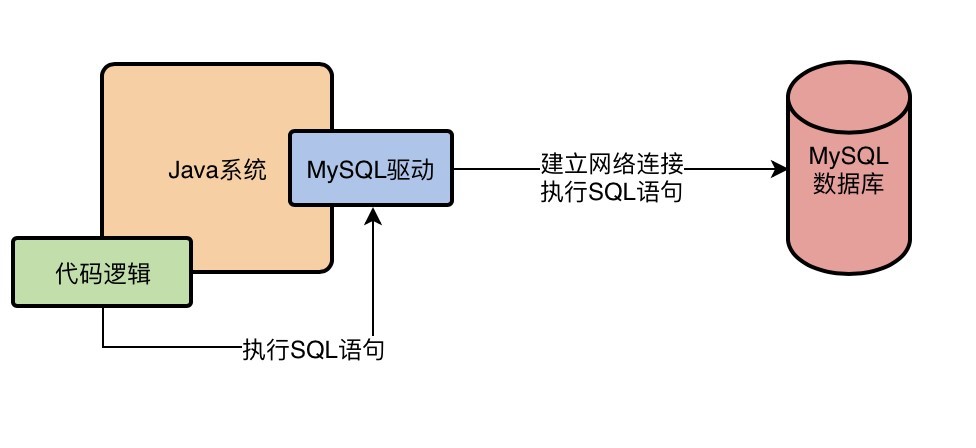 Java系统
MySQL驱动
建立网络连接
执行SQL语句
MySQL
数据库
代码逻辑
执行SQL语句